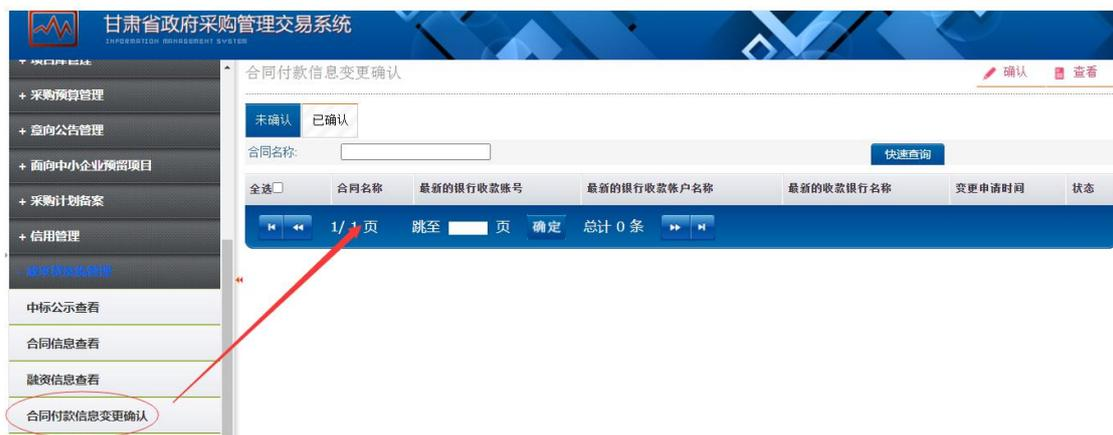 甘肃省政府采购管理交易系统
INFORMATION MANAGEMENT SYSTEM
+ 项目库管理
+ 采购预算管理
+ 意向公告管理
+ 面向中小企业预留项目
+ 采购计划备案
+ 信用管理
中标公示查看
合同信息查看
融资信息查看
合同付款信息变更确认
合同付款信息变更确认
确认 查看
未确认 已确认
合同名称:
快速查询
全选 合同名称 最新的银行收款账号 最新的银行收款帐户名称 最新的收款银行名称 变更申请时间 状态
1/ 1 页 跳至 页 确定 总计 0 条